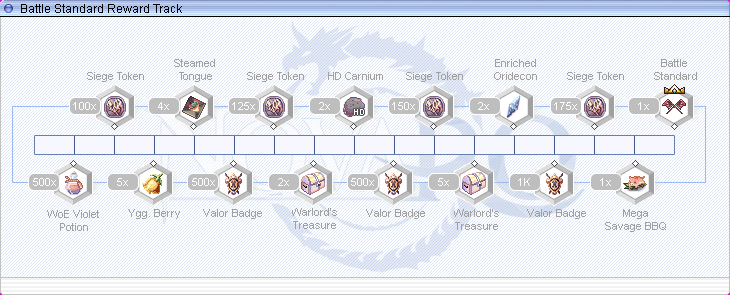 Battle Standard Reward Track
Steamed
Enriched
Battle
Siege Token
Tongue
Siege Token
HD Carnium
Siege Token
Oridecon
Siege Token
Standard
100x
4x
125x
2x
HD
150x
2x
175x
1x
500x
5x
500x
2x
500x
5x
1K
1x
WoE Violet
Potion
Ygg. Berry
Valor Badge
Warlord's
Treasure
Valor Badge
Warlord's
Treasure
Valor Badge
Mega
Savage BBQ